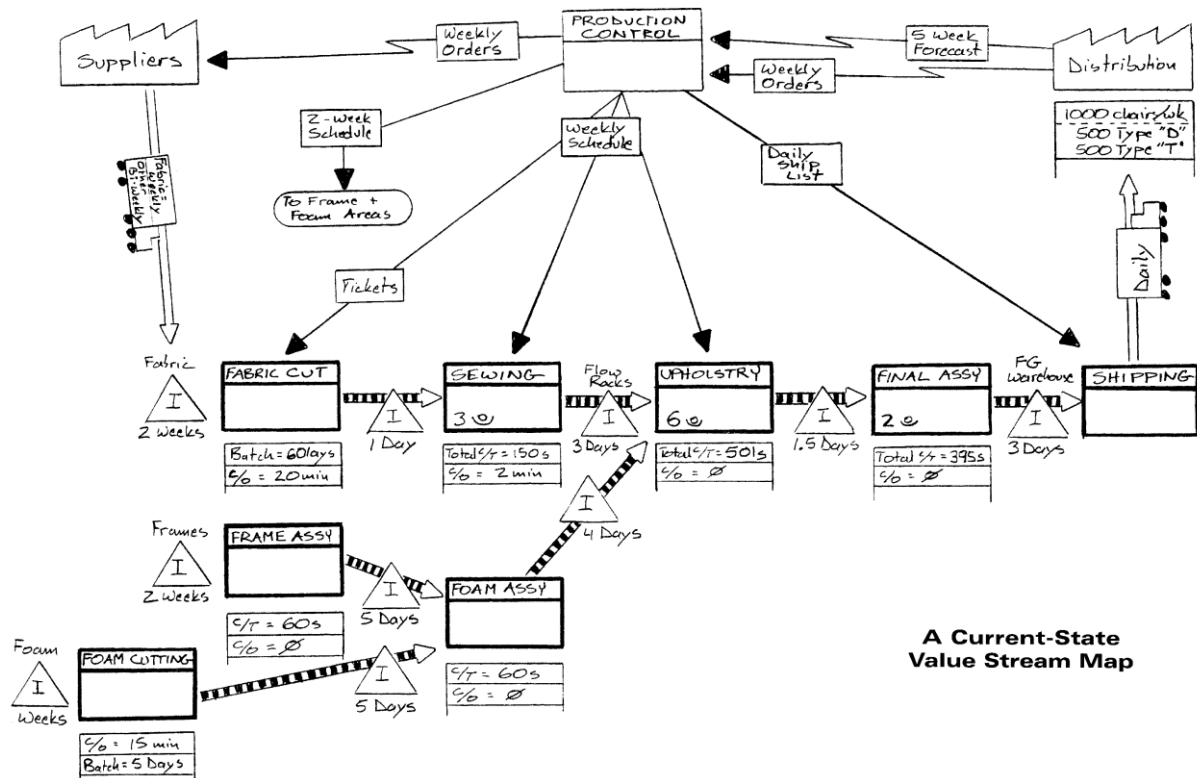 PRODUCTION
CONTROL
Weekly
Orders
5 Week
Forecast
Weekly
Orders
Suppliers
Distribution
1000 chairs/wk
500 Type "D"
500 Type "T"
2-Week
Schedule
Weekly
Schedule
Daily
Ship
List
To Frame +
Foam Areas
Fabric=
Weekly
Other
Bi-Weekly
Tickets
Daily
Fabric
I
2 Weeks
FABRIC CUT
Batch = 60 lays
C/O = 20 min
I
1 Day
SEWING
3
Total C/T = 150s
C/O = 2 min
Flow
Racks
I
3 Days
UPHOLSTRY
6
Total C/T = 501s
C/O = Ø
I
1.5 Days
FINAL ASSY
2
Total C/T = 395s
C/O = Ø
FG
Warehouse
I
3 Days
SHIPPING
Frames
I
2 Weeks
FRAME ASSY
C/T = 60s
C/O = Ø
I
5 Days
I
4 Days
FOAM ASSY
C/T = 60s
C/O = Ø
Foam
I
Weeks
FOAM CUTTING
C/O = 15 min
Batch = 5 Days
I
5 Days
A Current-State
Value Stream Map